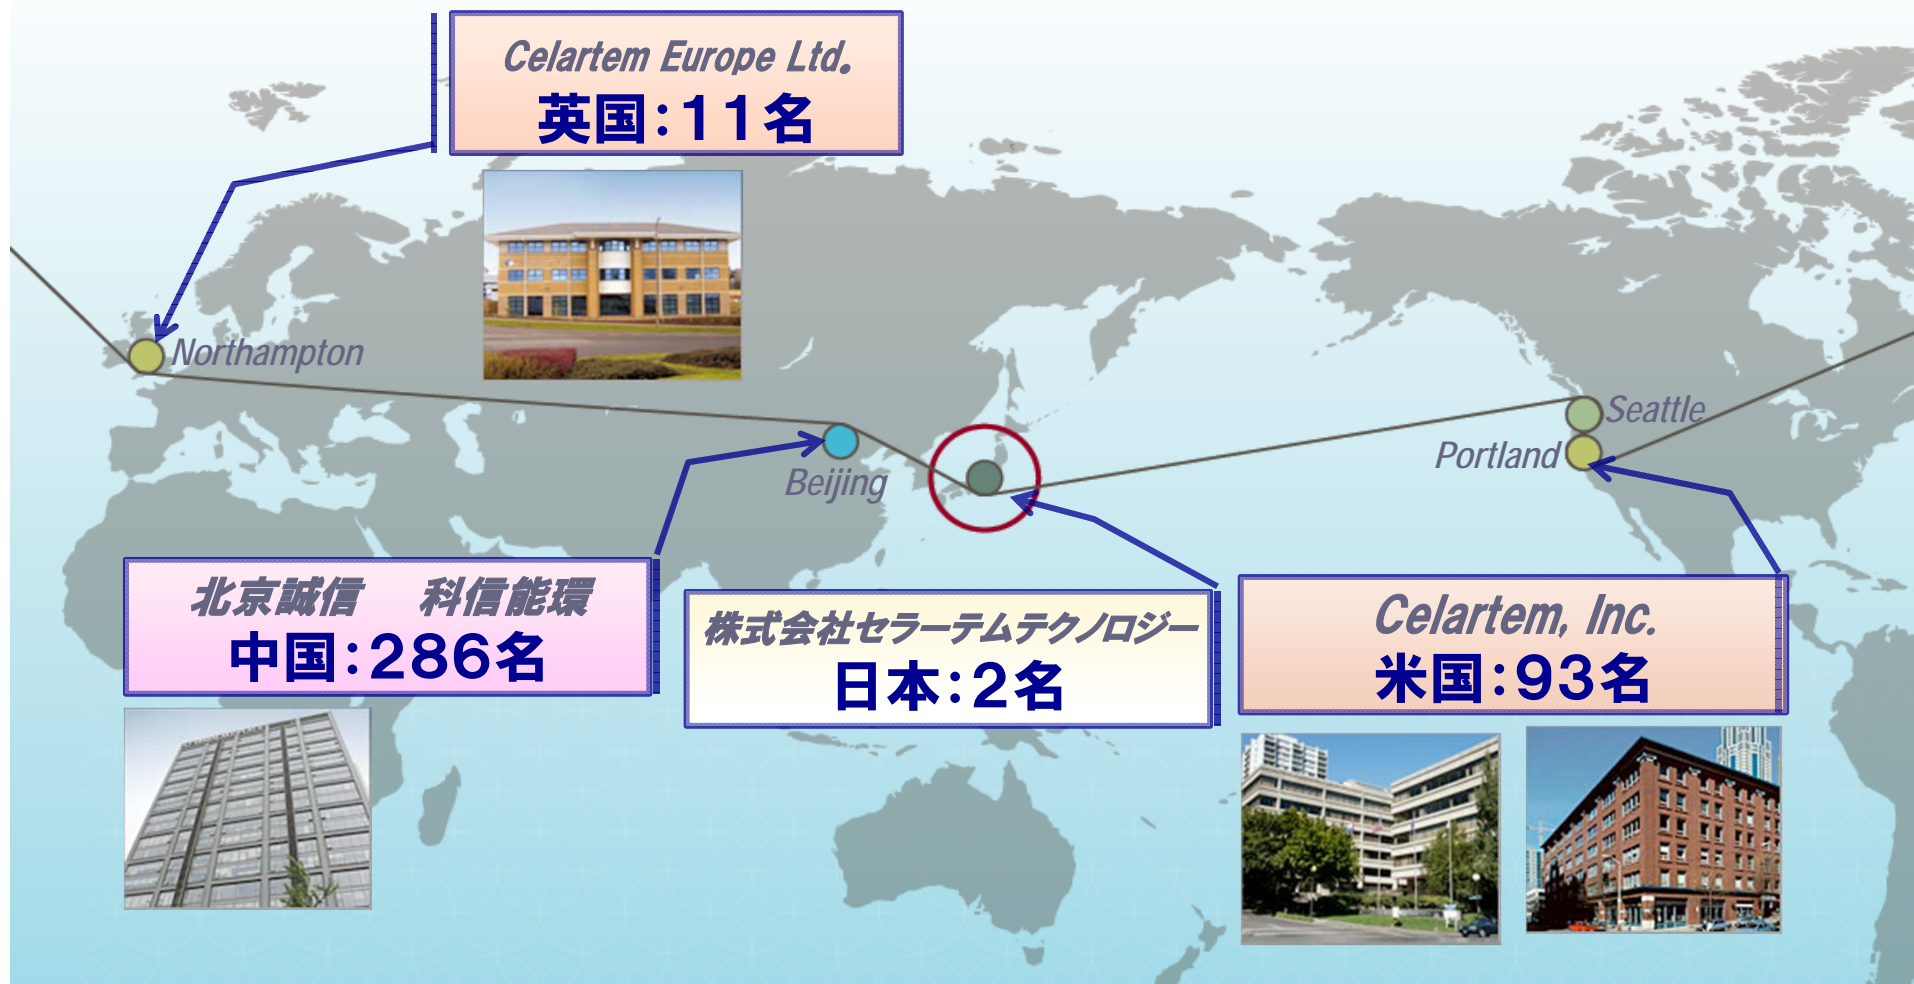 Celartem Europe Ltd.
英国：１１名
Northampton
Seattle
Portland
Beijing
北京誠信　科信能環
中国：２８６名
株式会社セラーテムテクノロジー
日本：２名
Celartem, Inc.
米国：９３名